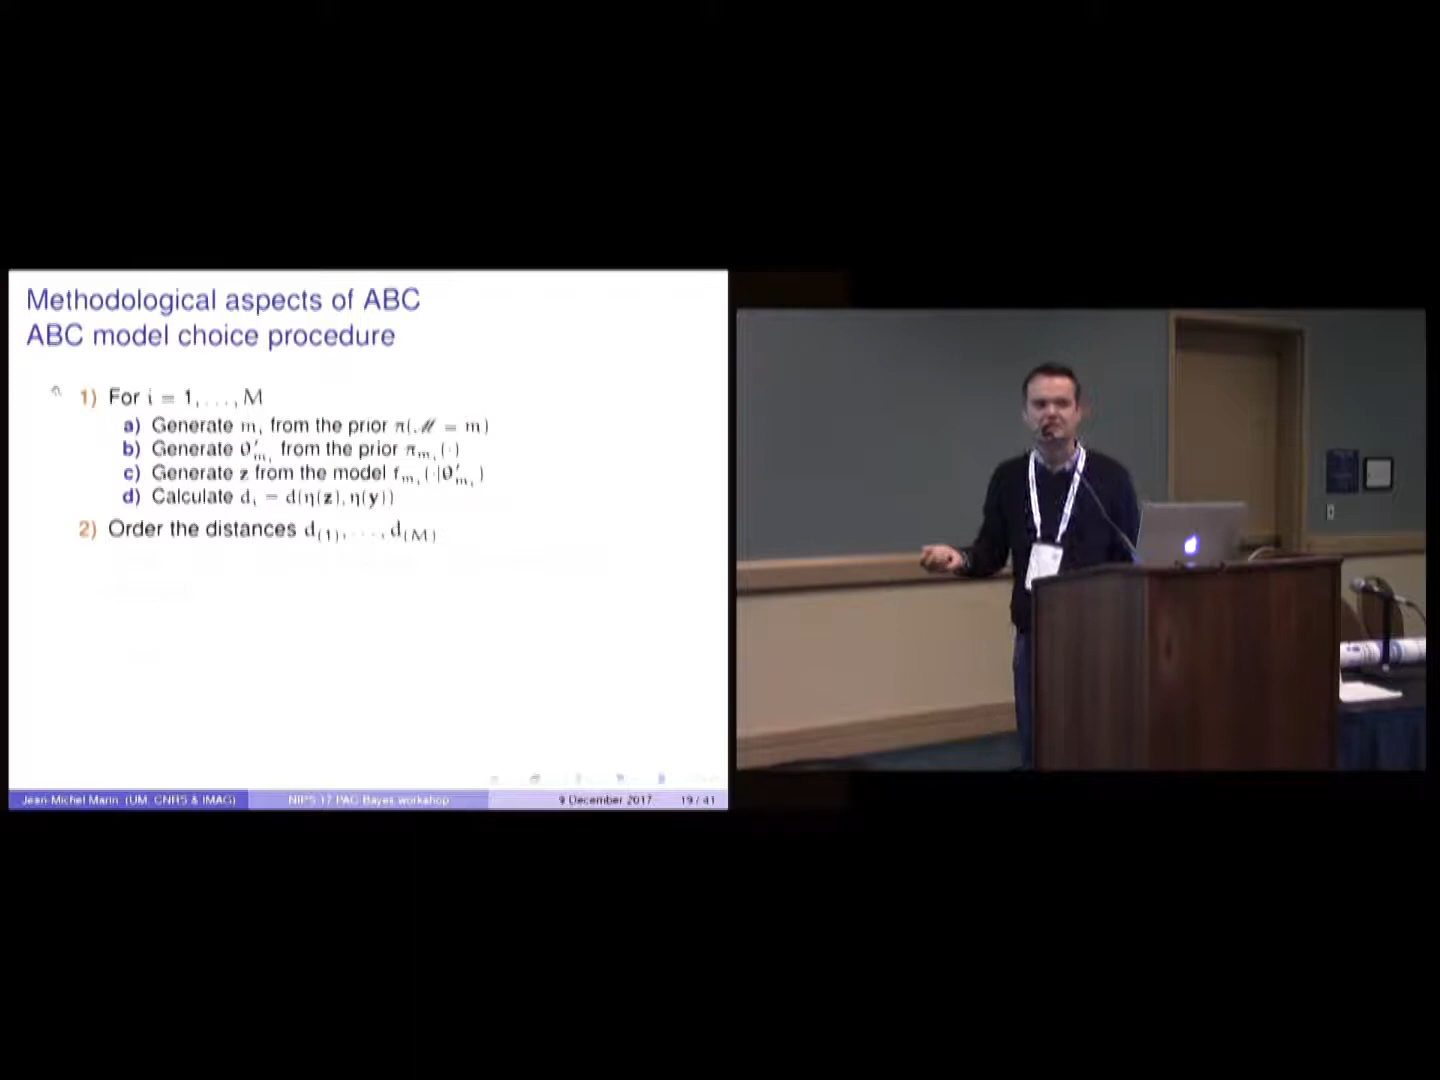 Methodological aspects of ABC
ABC model choice procedure
1) For i = 1, . . . , M
a) Generate mᵢ from the prior π(ℳ = m)
b) Generate θ′ₘᵢ from the prior πₘᵢ(·)
c) Generate z from the model fₘᵢ(·|θ′ₘᵢ)
d) Calculate dᵢ = d(η(z), η(y))
2) Order the distances d₍₁₎, . . . , d₍M₎
Jean-Michel Marin (UM, CNRS & IMAG) NIPS 17 PAC-Bayes workshop 9 December 2017 19 / 41